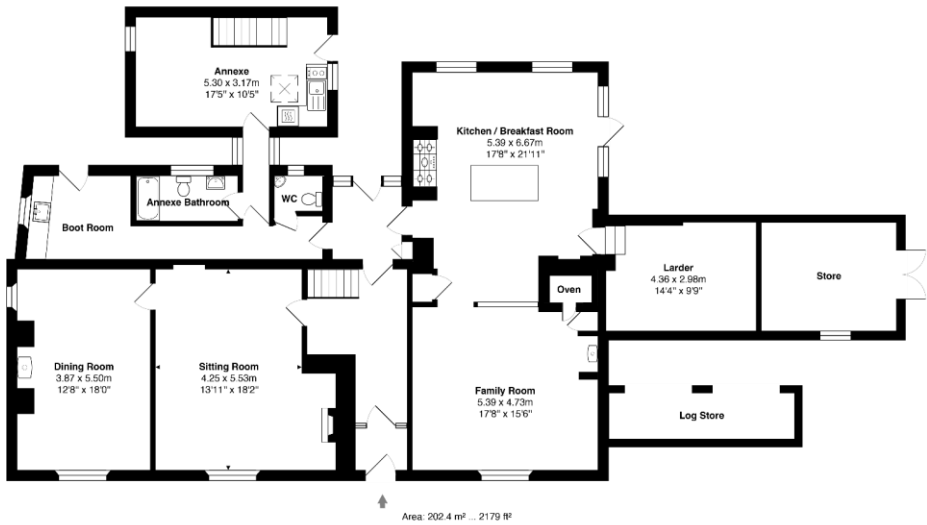 Annexe
5.30 x 3.17m
17'5" x 10'5"
Kitchen / Breakfast Room
5.39 x 6.67m
17'8" x 21'11"
Annexe Bathroom
WC
Boot Room
Larder
4.36 x 2.98m
14'4" x 9'9"
Store
Oven
Dining Room
3.87 x 5.50m
12'8" x 18'0"
Sitting Room
4.25 x 5.53m
13'11" x 18'2"
Family Room
5.39 x 4.73m
17'8" x 15'6"
Log Store
Area: 202.4 m² ... 2179 ft²